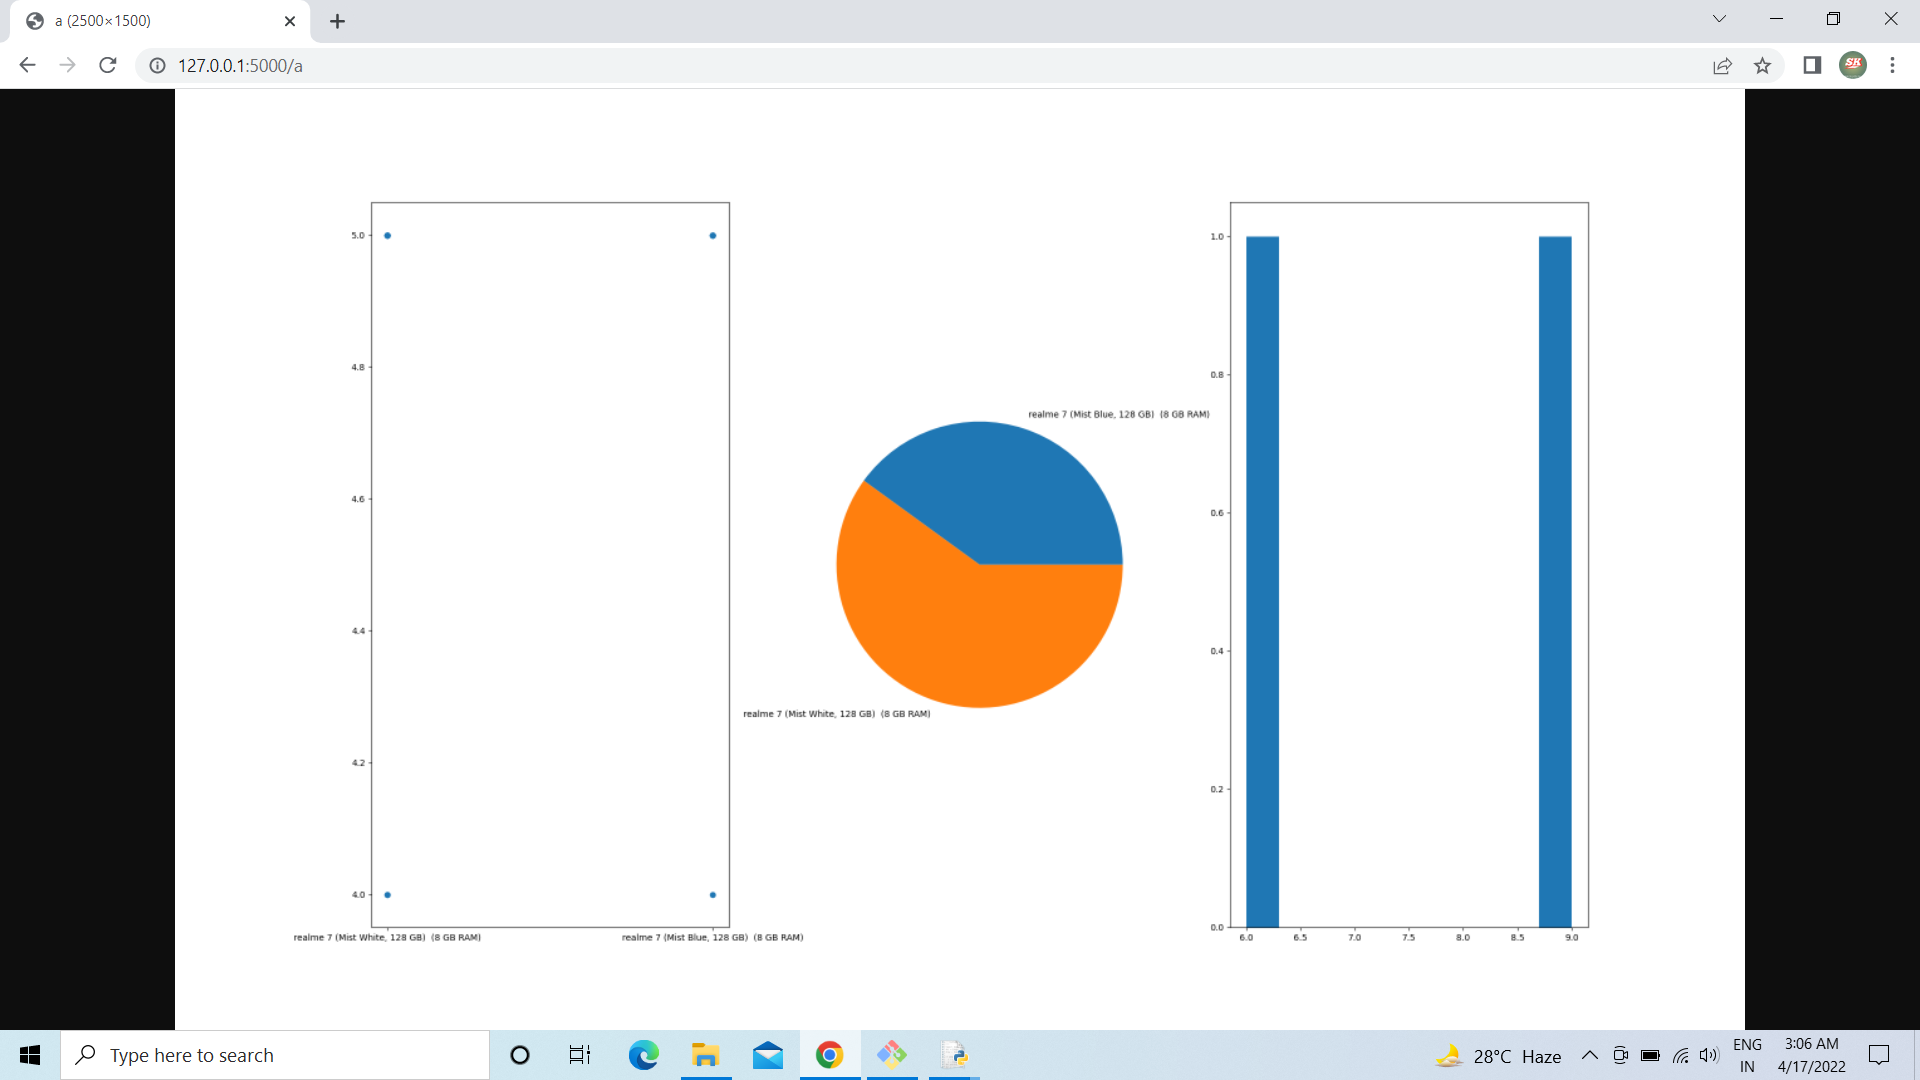 a (2500×1500)
127.0.0.1:5000/a
SK
5.0
4.8
4.6
4.4
4.2
4.0
realme 7 (Mist White, 128 GB) (8 GB RAM)
realme 7 (Mist Blue, 128 GB) (8 GB RAM)
realme 7 (Mist Blue, 128 GB) (8 GB RAM)
realme 7 (Mist White, 128 GB) (8 GB RAM)
1.0
0.8
0.6
0.4
0.2
0.0
6.0 6.5 7.0 7.5 8.0 8.5 9.0
Type here to search
28°C Haze
ENG
IN
3:06 AM
4/17/2022